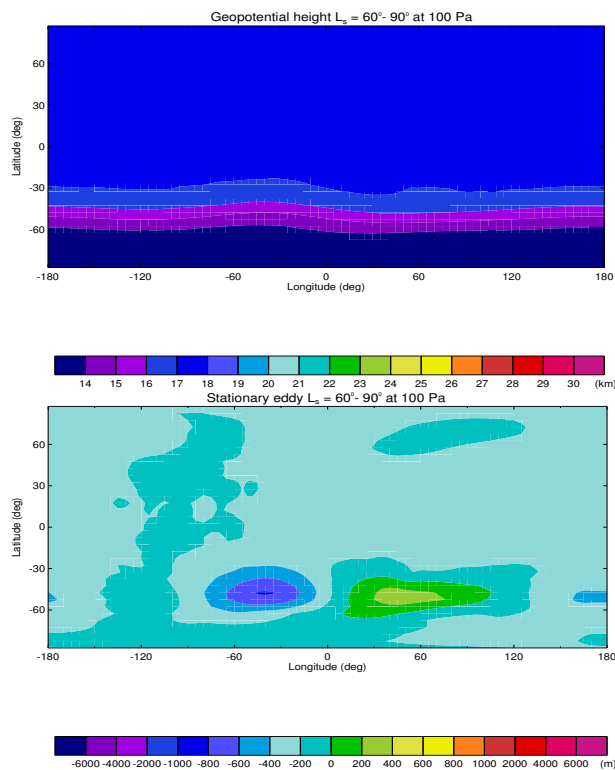 Geopotential height Ls = 60°- 90° at 100 Pa
60
30
0
-30
-60
Latitude (deg)
-180 -120 -60 0 60 120 180
Longitude (deg)
14 15 16 17 18 19 20 21 22 23 24 25 26 27 28 29 30 (km)
Stationary eddy Ls = 60°- 90° at 100 Pa
60
30
0
-30
-60
Latitude (deg)
-180 -120 -60 0 60 120 180
Longitude (deg)
-6000 -4000 -2000 -1000 -800 -600 -400 -200 0 200 400 600 800 1000 2000 4000 6000 (m)